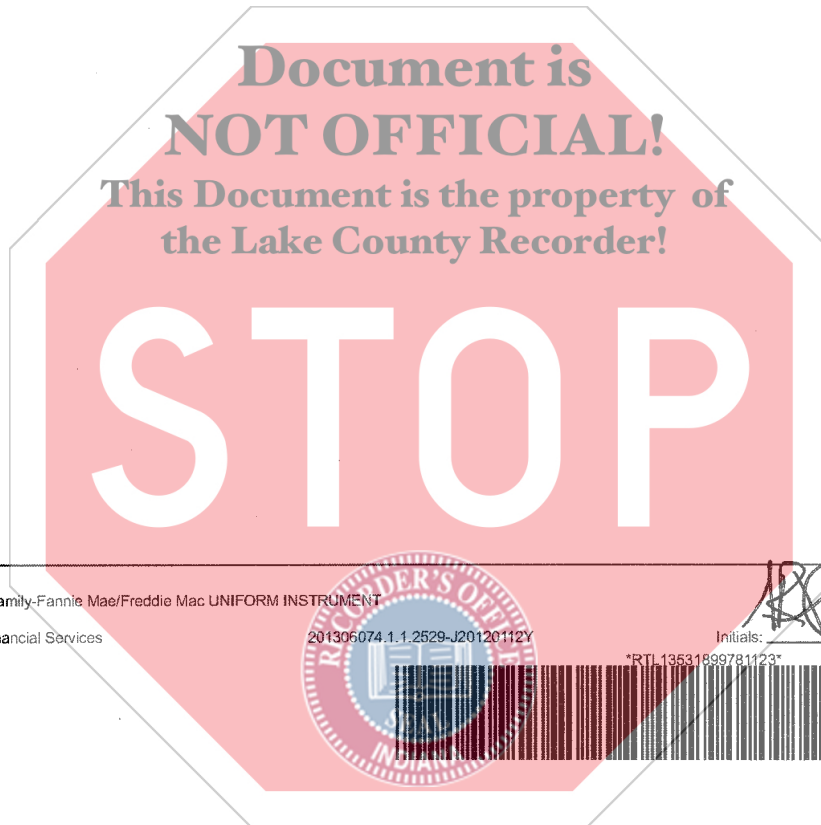 Document is
NOT OFFICIAL!
This Document is the property of
the Lake County Recorder!
STOP
amily-Fannie Mae/Freddie Mac UNIFORM INSTRUMENT
ancial Services
201306074.1.1.2529-J20120112Y
Initials:
*RTL13531899781123*
RECORDER'S OFFICE
SEAL
INDIANA